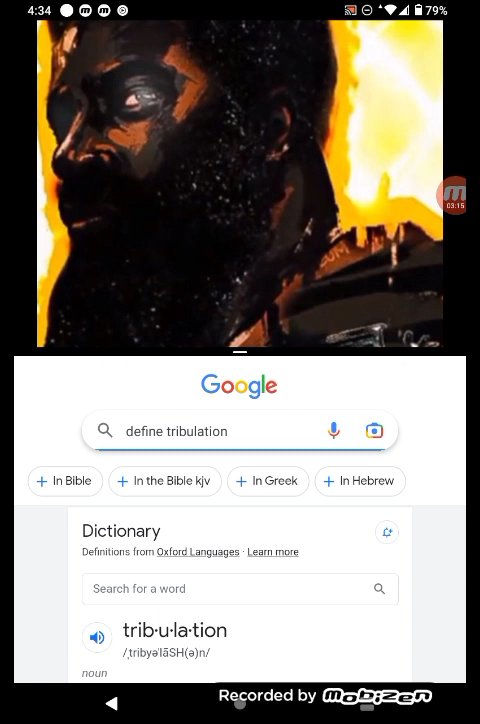 4:34
79%
03:15
Google
define tribulation
+ In Bible
+ In the Bible kjv
+ In Greek
+ In Hebrew
Dictionary
Definitions from Oxford Languages · Learn more
Search for a word
trib·u·la·tion
/ˌtribyəˈlāSH(ə)n/
noun
Recorded by Mobizen